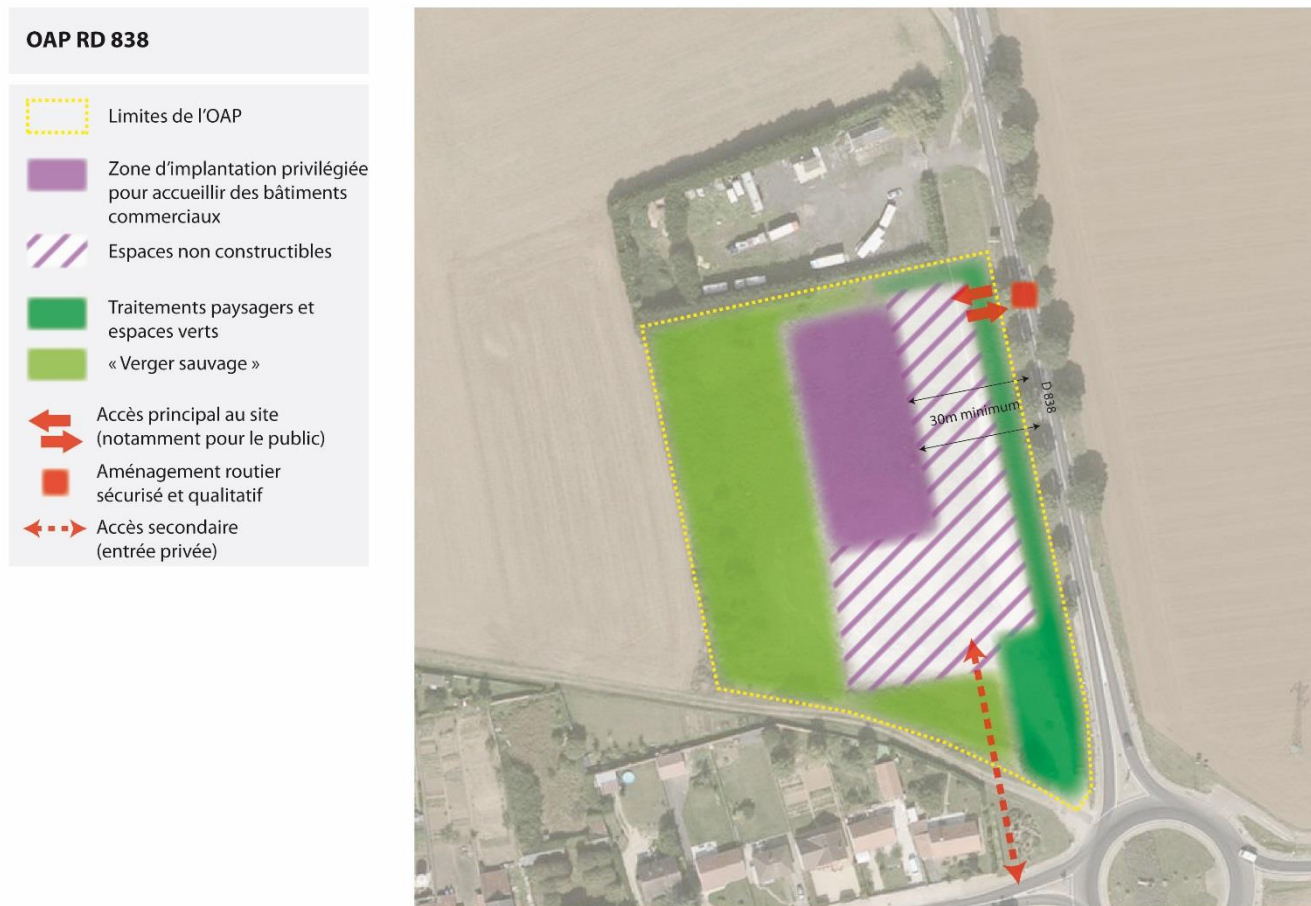 OAP RD 838
Limites de l’OAP
Zone d’implantation privilégiée
pour accueillir des bâtiments
commerciaux
Espaces non constructibles
Traitements paysagers et
espaces verts
« Verger sauvage »
Accès principal au site
(notamment pour le public)
Aménagement routier
sécurisé et qualitatif
Accès secondaire
(entrée privée)
30m minimum
D 838